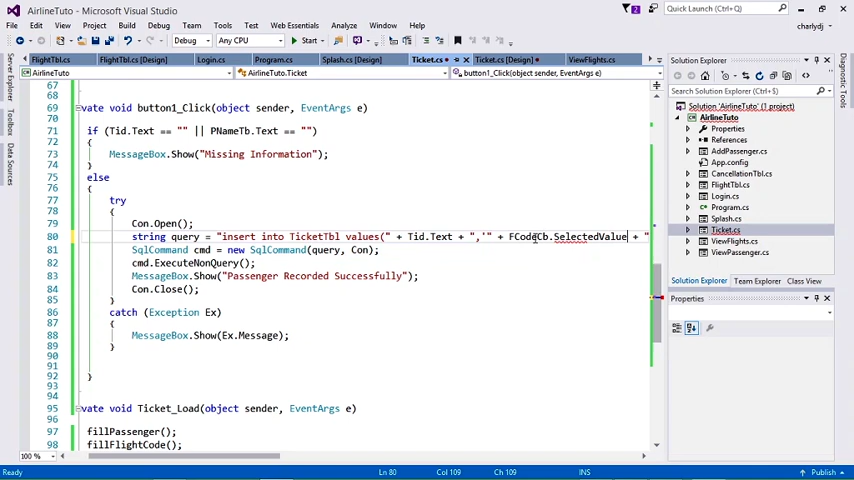 AirlineTuto - Microsoft Visual Studio
2
Quick Launch (Ctrl+Q)
File Edit View Project Build Debug Team Tools Test Web Essentials Analyze Window Help
charlydj
Debug Any CPU Start
FlightTbl.cs FlightTbl.cs [Design] Login.cs Program.cs Splash.cs [Design] Ticket.cs Ticket.cs [Design] ViewFlights.cs
AirlineTuto AirlineTuto.Ticket button1_Click(object sender, EventArgs e)
Server Explorer
Toolbox
Data Sources
67
68
69 vate void button1_Click(object sender, EventArgs e)
70
71 if (Tid.Text == "" || PNameTb.Text == "")
72 {
73 MessageBox.Show("Missing Information");
74 }
75 else
76 {
77 try
78 {
79 Con.Open();
80 string query = "insert into TicketTbl values(" + Tid.Text + ",'" + FCodeCb.SelectedValue + "
81 SqlCommand cmd = new SqlCommand(query, Con);
82 cmd.ExecuteNonQuery();
83 MessageBox.Show("Passenger Recorded Successfully");
84 Con.Close();
85 }
86 catch (Exception Ex)
87 {
88 MessageBox.Show(Ex.Message);
89 }
90
91
92 }
93
94
95 vate void Ticket_Load(object sender, EventArgs e)
96
97 fillPassenger();
98 fillFlightCode();
100 %
Solution Explorer
Search Solution Explorer (Ctrl+;)
Solution 'AirlineTuto' (1 project)
AirlineTuto
Properties
References
AddPassenger.cs
App.config
CancellationTbl.cs
FlightTbl.cs
Login.cs
Program.cs
Splash.cs
Ticket.cs
ViewFlights.cs
ViewPassenger.cs
Solution Explorer Team Explorer Class View
Properties
Diagnostic Tools
Ready Ln 80 Col 109 Ch 109 INS Publish